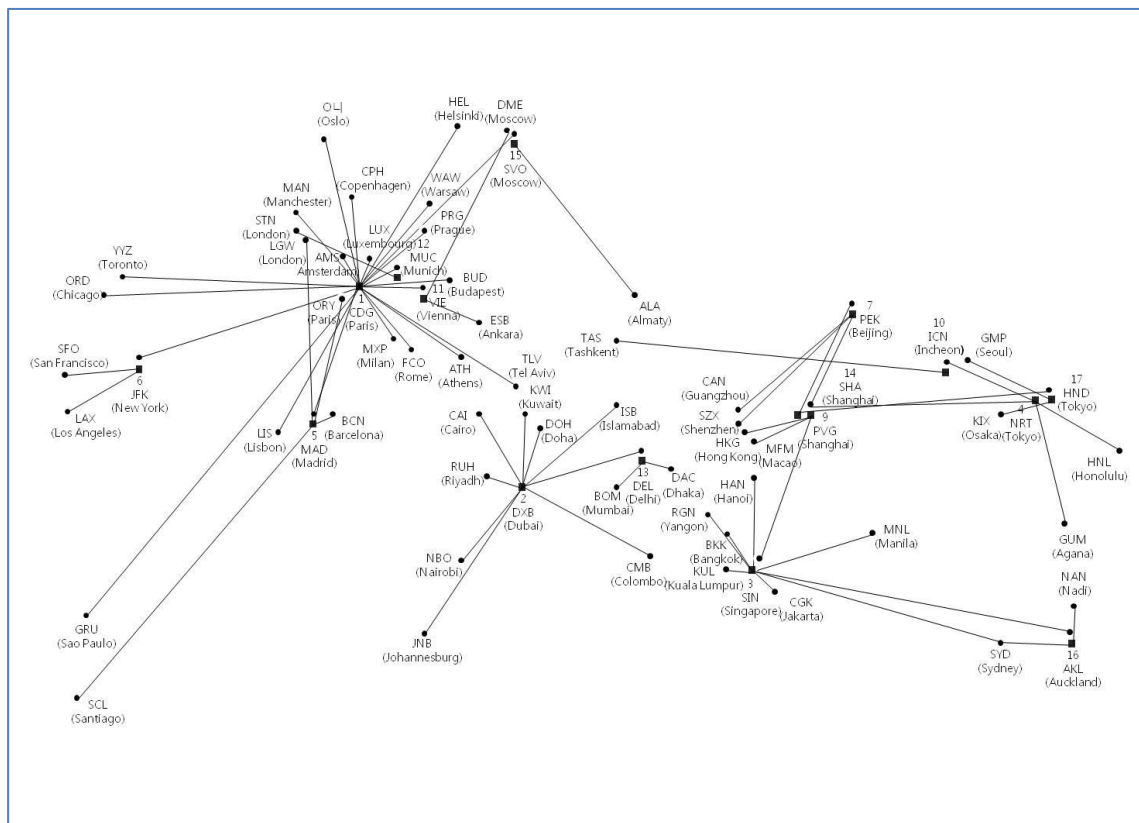 오니
(Oslo)
HEL
(Helsinki)
DME
(Moscow)
15
SVO
(Moscow)
CPH
(Copenhagen)
WAW
(Warsaw)
MAN
(Manchester)
PRG
(Prague)
STN
(London)
LUX
(Luxembourg)
12
LGW
(London)
AMS
Amsterdam)
MUC
(Munich)
YYZ
(Toronto)
BUD
(Budapest)
ORD
(Chicago)
11
VIE
(Vienna)
1
CDG
(Paris)
ORY
(Paris)
ESB
(Ankara)
ALA
(Almaty)
7
PEK
(Beijing)
TAS
(Tashkent)
10
ICN
(Incheon)
GMP
(Seoul)
MXP
(Milan)
FCO
(Rome)
ATH
(Athens)
TLV
(Tel Aviv)
SFO
(San Francisco)
6
JFK
(New York)
LAX
(Los Angeles)
CAN
(Guangzhou)
14
SHA
(Shanghai)
17
HND
(Tokyo)
KWI
(Kuwait)
CAI
(Cairo)
ISB
(Islamabad)
SZX
(Shenzhen)
9
PVG
(Shanghai)
KIX
(Osaka)
4
NRT
(Tokyo)
LIS
(Lisbon)
5
MAD
(Madrid)
BCN
(Barcelona)
DOH
(Doha)
HKG
(Hong Kong)
MFM
(Macao)
HNL
(Honolulu)
RUH
(Riyadh)
2
DXB
(Dubai)
BOM
(Mumbai)
13
DEL
(Delhi)
DAC
(Dhaka)
HAN
(Hanoi)
RGN
(Yangon)
BKK
(Bangkok)
MNL
(Manila)
GUM
(Agana)
NBO
(Nairobi)
CMB
(Colombo)
KUL
(Kuala Lumpur)
3
SIN
(Singapore)
CGK
(Jakarta)
NAN
(Nadi)
GRU
(Sao Paulo)
JNB
(Johannesburg)
SYD
(Sydney)
16
AKL
(Auckland)
SCL
(Santiago)